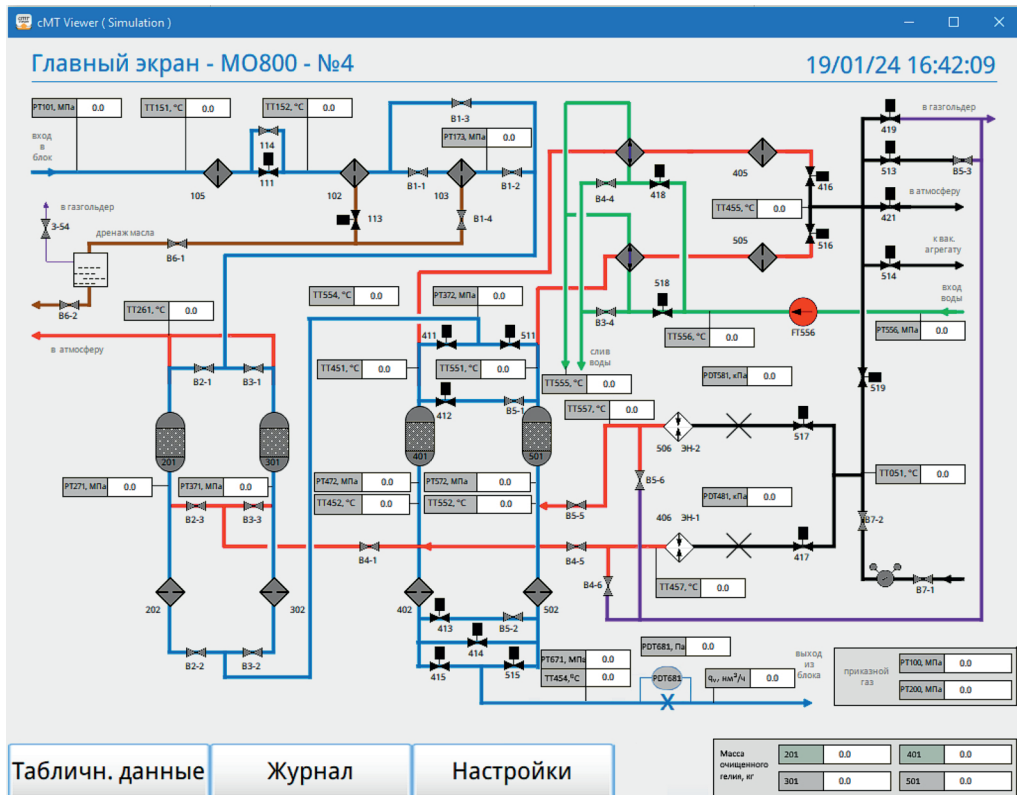 cMT Viewer ( Simulation )
Главный экран - МО800 - №4
19/01/24 16:42:09
PT101, МПа 0.0
TT151, °C 0.0
TT152, °C 0.0
B1-3
PT173, МПа 0.0
419
в газгольдер
вход
в
блок
114
111
105
102
B1-1
103
B1-2
405
513
B5-3
416
B4-4
418
в атмосферу
в газгольдер
3-54
113
B1-4
TT455, °C 0.0
421
дренаж масла
B6-1
505
516
к вак.
агрегату
514
B6-2
TT261, °C 0.0
TT554, °C 0.0
PT372, МПа 0.0
518
вход
воды
B3-4
FT556
PT556, МПа 0.0
в атмосферу
411
511
TT556, °C 0.0
слив
воды
B2-1
B3-1
TT451, °C 0.0
TT551, °C 0.0
TT555, °C 0.0
PDT581, кПа 0.0
519
412
B5-1
TT557, °C 0.0
517
201
301
401
501
506
ЭН-2
PT271, МПа 0.0
PT371, МПа 0.0
PT472, МПа 0.0
PT572, МПа 0.0
TT452, °C 0.0
TT552, °C 0.0
B5-6
TT051, °C 0.0
PDT481, кПа 0.0
B2-3
B3-3
B5-5
406
ЭН-1
B7-2
B4-1
B4-5
417
B4-6
TT457, °C 0.0
B7-1
202
302
402
502
413
B5-2
414
B2-2
B3-2
415
515
PT671, МПа 0.0
TT454, °C 0.0
PDT681, Па 0.0
PDT681
qᵥ, нм³/ч 0.0
выход
из
блока
приказной
газ
PT100, МПа 0.0
PT200, МПа 0.0
Табличн. данные
Журнал
Настройки
Масса
очищенного
гелия, кг
201 0.0
401 0.0
301 0.0
501 0.0